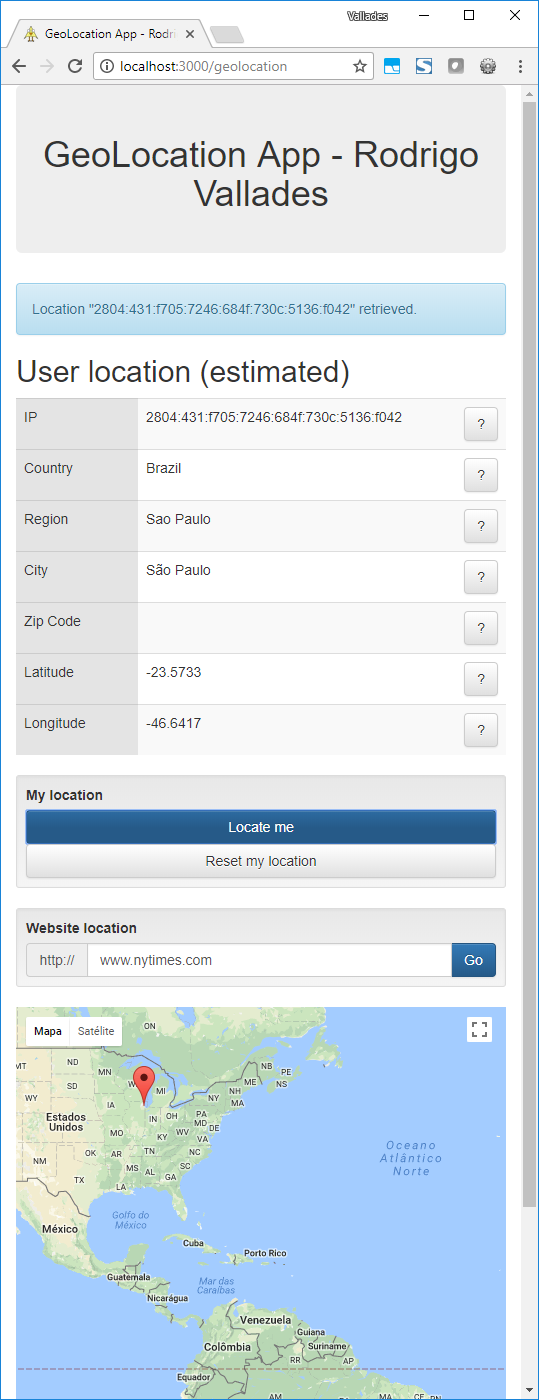 Vallades
GeoLocation App - Rodri
localhost:3000/geolocation
GeoLocation App - Rodrigo
Vallades
Location "2804:431:f705:7246:684f:730c:5136:f042" retrieved.
User location (estimated)
IP 2804:431:f705:7246:684f:730c:5136:f042 ?
Country Brazil ?
Region Sao Paulo ?
City São Paulo ?
Zip Code ?
Latitude -23.5733 ?
Longitude -46.6417 ?
My location
Locate me
Reset my location
Website location
http:// www.nytimes.com Go
Mapa Satélite
ON
MT ND MN NB PE
SD MI ME NS
WY NY NH
IA MA
Estados
Unidos
IN OH PA
MO WV MD
KY VA DE
OK AR TN NC
NM MS SC
AL GA
TX LA
Oceano
Atlântico
Norte
Golfo do
México
México
Cuba
Porto Rico
Guatemala
Mar das
Caraíbas
Nicarágua
Venezuela
Guiana
Colômbia Suriname
RR AP
Equador
AM PA MA CE